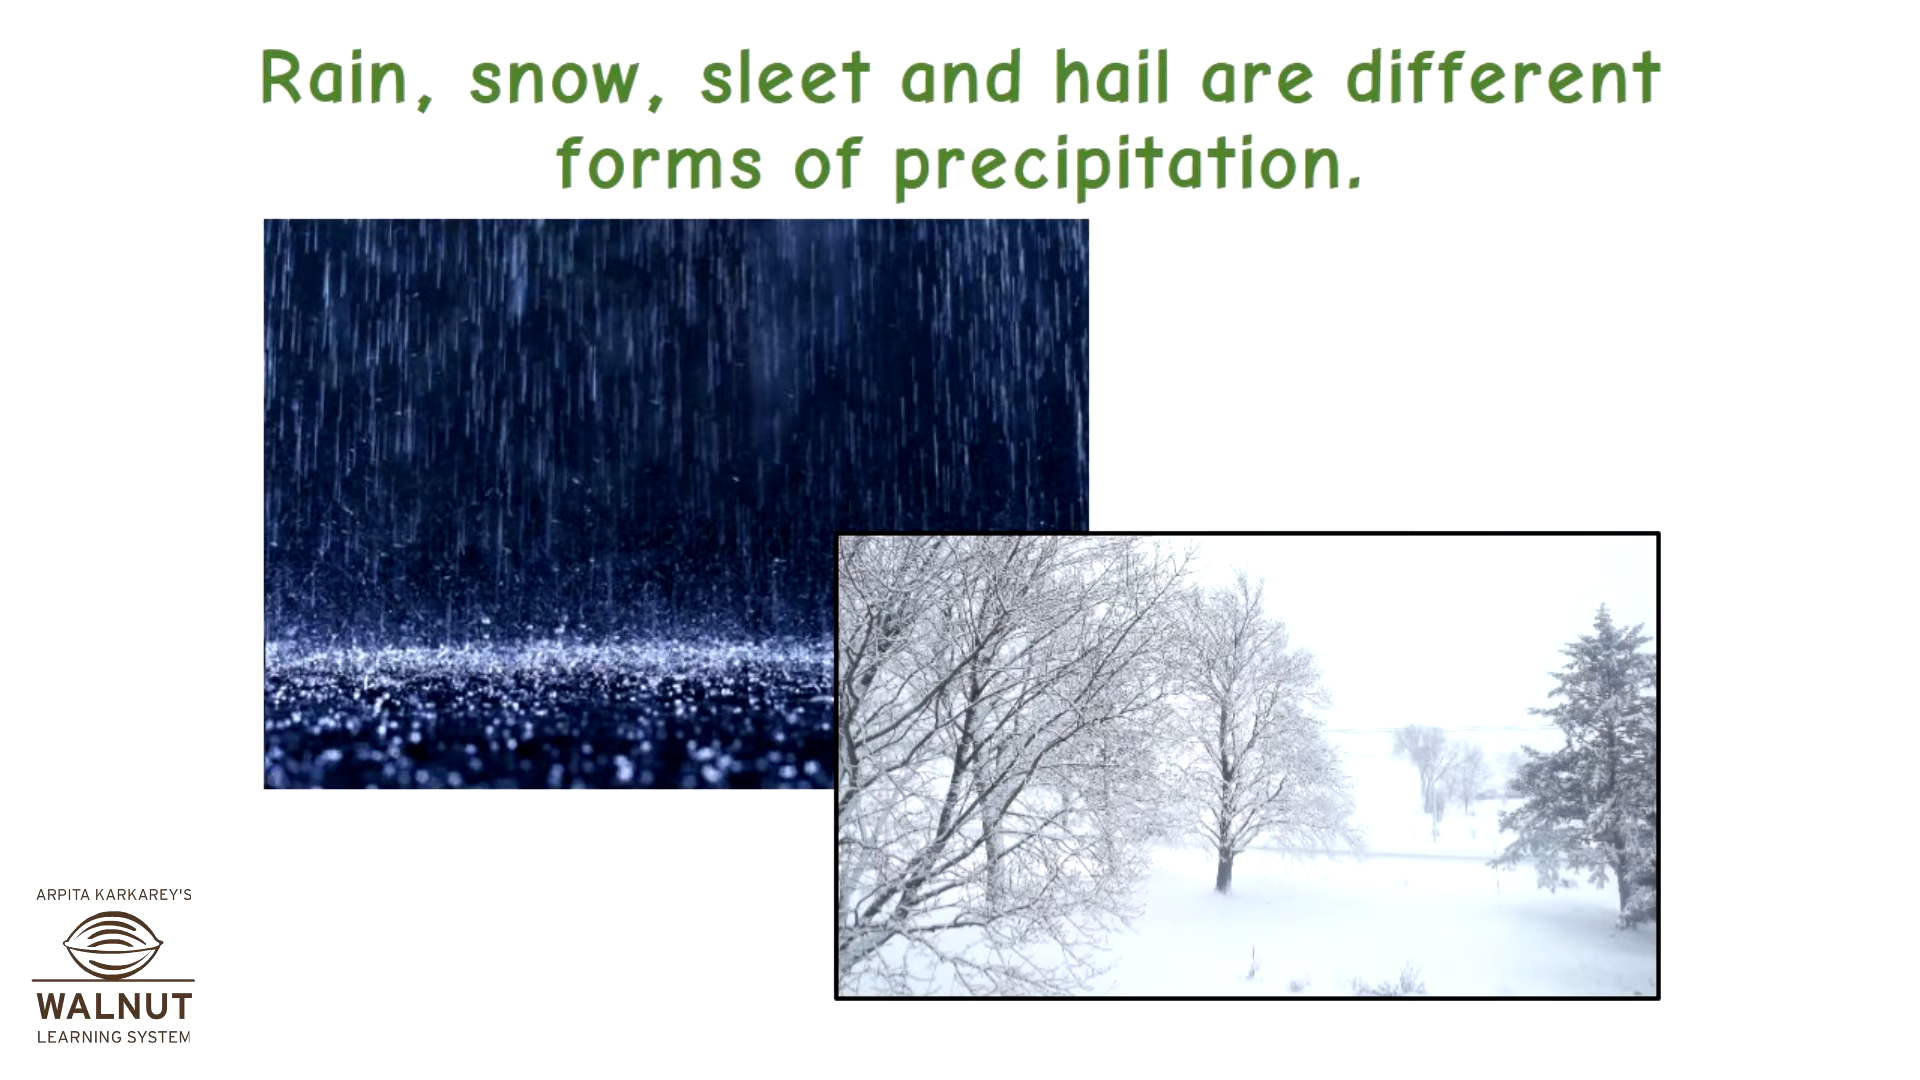 Rain, snow, sleet and hail are different
forms of precipitation.
ARPITA KARKAREY'S
WALNUT
LEARNING SYSTEM